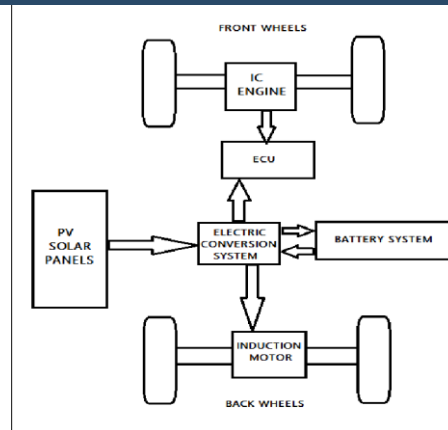 FRONT WHEELS
IC
ENGINE
ECU
PV
SOLAR
PANELS
ELECTRIC
CONVERSION
SYSTEM
BATTERY SYSTEM
INDUCTION
MOTOR
BACK WHEELS